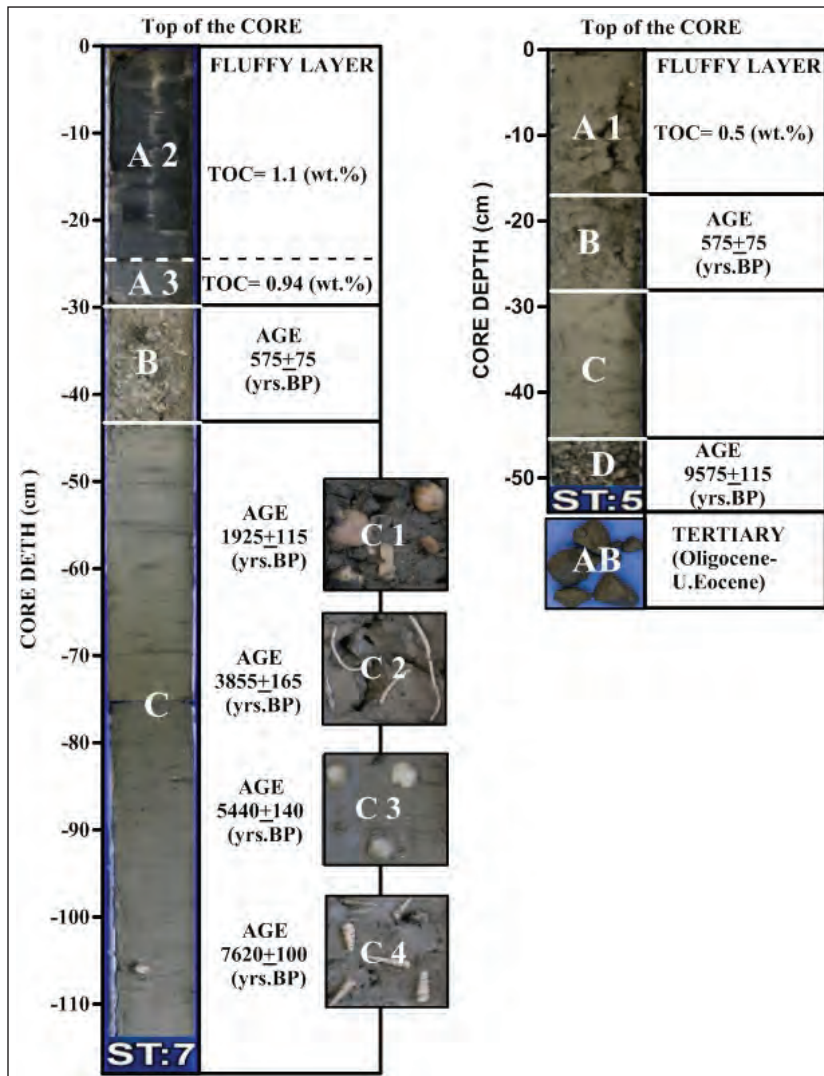 Top of the CORE
0
-10
-20
-30
-40
-50
-60
-70
-80
-90
-100
-110
CORE DETH (cm )
A 2
A 3
B
C
ST:7
FLUFFY LAYER
TOC= 1.1 (wt.%)
TOC= 0.94 (wt.%)
AGE
575±75
(yrs.BP)
AGE
1925±115
(yrs.BP)
C 1
AGE
3855±165
(yrs.BP)
C 2
AGE
5440±140
(yrs.BP)
C 3
AGE
7620±100
(yrs.BP)
C 4
Top of the CORE
0
-10
-20
-30
-40
-50
CORE DEPTH (cm )
A 1
B
C
D
ST:5
AB
FLUFFY LAYER
TOC= 0.5 (wt.%)
AGE
575±75
(yrs.BP)
AGE
9575±115
(yrs.BP)
TERTIARY
(Oligocene-
U.Eocene)